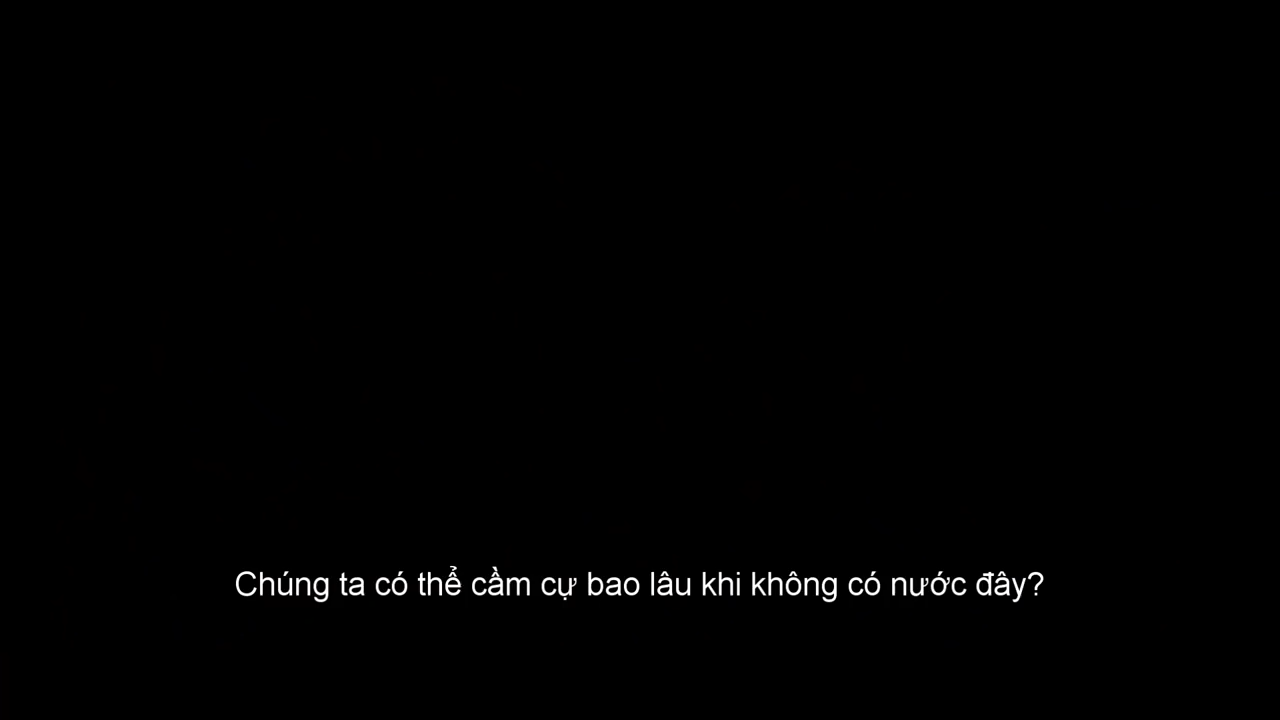 Chúng ta có thể cầm cự bao lâu khi không có nước đây?